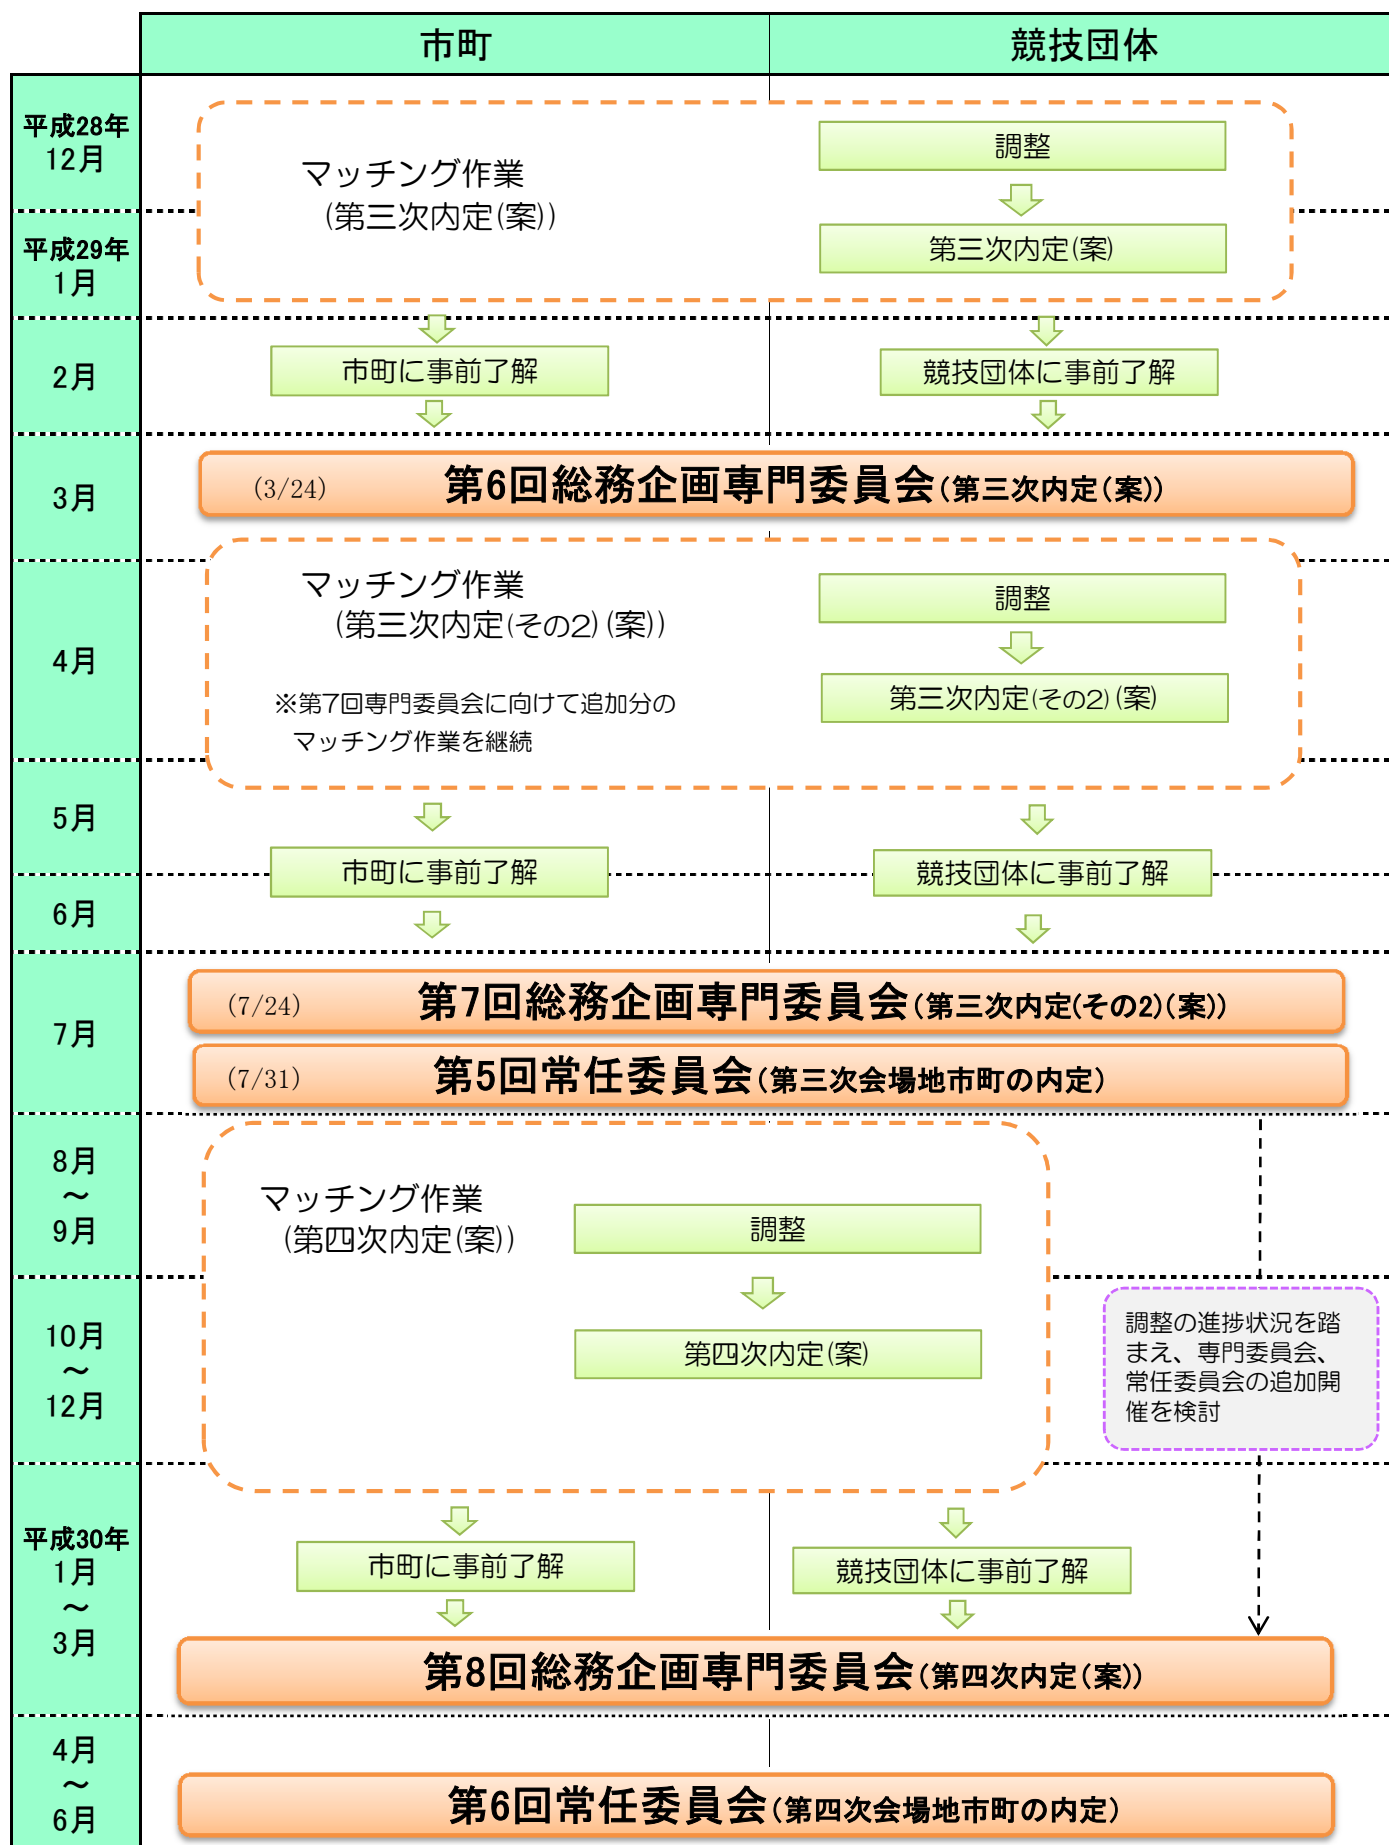 市町
競技団体
平成28年
12月
マッチング作業
(第三次内定(案))
調整
第三次内定(案)
平成29年
1月
2月
市町に事前了解
競技団体に事前了解
3月
(3/24)
第6回総務企画専門委員会(第三次内定(案))
4月
マッチング作業
(第三次内定(その2)(案))
※第7回専門委員会に向けて追加分の
マッチング作業を継続
調整
第三次内定(その2)(案)
5月
市町に事前了解
競技団体に事前了解
6月
7月
(7/24)
第7回総務企画専門委員会(第三次内定(その2)(案))
(7/31)
第5回常任委員会(第三次会場地市町の内定)
8月
～
9月
マッチング作業
(第四次内定(案))
調整
第四次内定(案)
10月
～
12月
調整の進捗状況を踏
まえ、専門委員会、
常任委員会の追加開
催を検討
平成30年
1月
～
3月
市町に事前了解
競技団体に事前了解
第8回総務企画専門委員会(第四次内定(案))
4月
～
6月
第6回常任委員会(第四次会場地市町の内定)